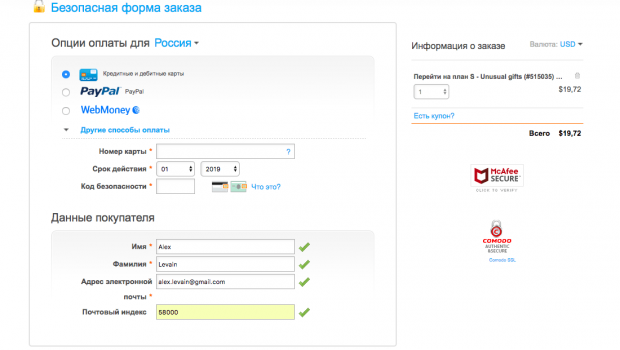 Безопасная форма заказа
Опции оплаты для Россия
Кредитные и дебитные карты
PayPal PayPal
WebMoney
Другие способы оплаты
Номер карты * ?
Срок действия * 01 2019
Код безопасности * Что это?
Данные покупателя
Имя * Alex
Фамилия * Levain
Адрес электронной почты * alex.levain@gmail.com
Почтовый индекс * 58000
Информация о заказе Валюта: USD
Перейти на план S - Unusual gifts (#515035) ... 
1 $19,72
Есть купон?
Всего $19,72
McAfee
SECURE
CLICK TO VERIFY
COMODO
AUTHENTIC
&SECURE
Comodo SSL